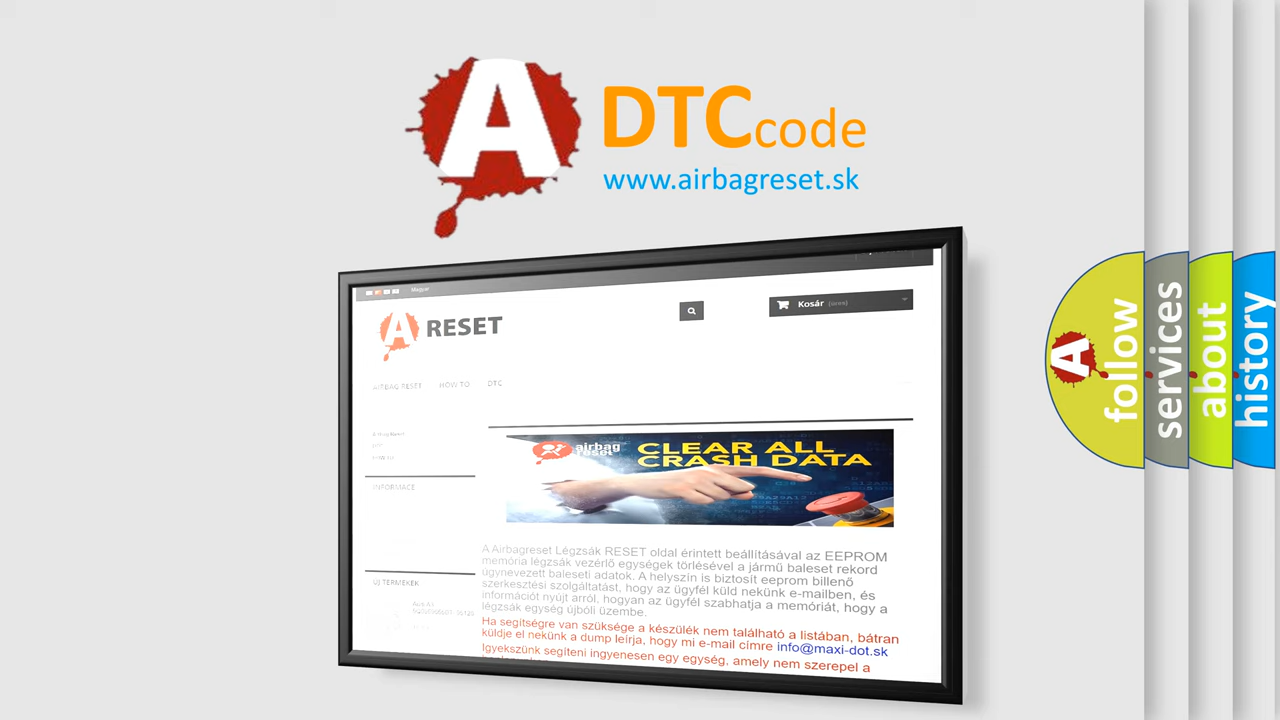 A DTC code
www.airbagreset.sk
Magyar
A RESET
Kosár (üres)
AIRBAG RESET HOW TO DTC
INFORMACE
ÚJ TERMÉKEK
airbag
reset
CLEAR ALL
CRASH DATA
A Airbagreset Légzsák RESET oldal érintett beállításával az EEPROM
memória légzsák vezérlő egységek törlésével a jármű baleset rekord
úgynevezett baleseti adatok. A helyszín is biztosít eeprom billenő
szerkesztési szolgáltatást, hogy az ügyfél küld nekünk e-mailben, és
információt nyújt arról, hogyan az ügyfél szabhatja a memóriát, hogy a
légzsák egység újbóli üzembe.
Ha segítségre van szüksége a készülék nem található a listában, bátran
küldje el nekünk a dump leírja, hogy mi e-mail címre info@maxi-dot.sk
Igyekszünk segíteni ingyenesen egy egység, amely nem szerepel a
A follow
services
about
history